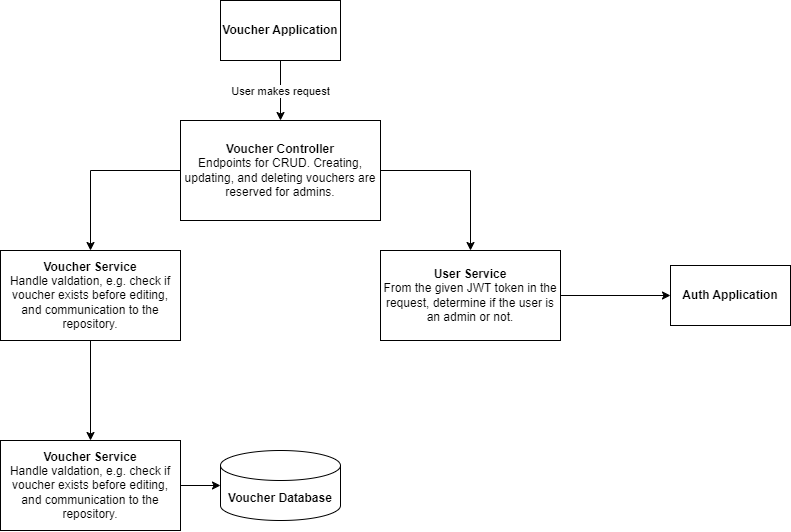 Voucher Application
User makes request
Voucher Controller
Endpoints for CRUD. Creating,
updating, and deleting vouchers are
reserved for admins.
Voucher Service
Handle valdation, e.g. check if
voucher exists before editing,
and communication to the
repository.
User Service
From the given JWT token in the
request, determine if the user is
an admin or not.
Auth Application
Voucher Service
Handle valdation, e.g. check if
voucher exists before editing,
and communication to the
repository.
Voucher Database